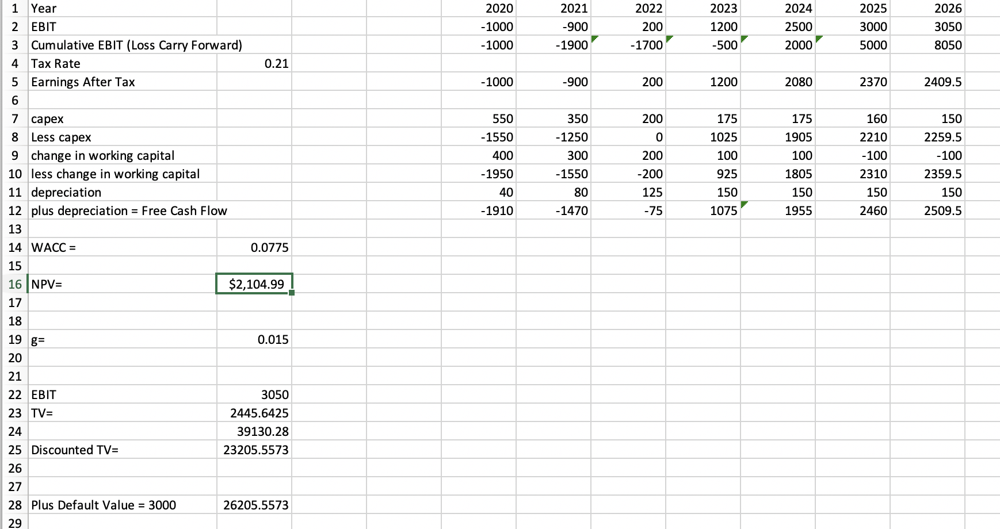 1 Year 2020 2021 2022 2023 2024 2025 2026
2 EBIT -1000 -900 200 1200 2500 3000 3050
3 Cumulative EBIT (Loss Carry Forward) -1000 -1900 -1700 -500 2000 5000 8050
4 Tax Rate 0.21
5 Earnings After Tax -1000 -900 200 1200 2080 2370 2409.5
6
7 capex 550 350 200 175 175 160 150
8 Less capex -1550 -1250 0 1025 1905 2210 2259.5
9 change in working capital 400 300 200 100 100 -100 -100
10 less change in working capital -1950 -1550 -200 925 1805 2310 2359.5
11 depreciation 40 80 125 150 150 150 150
12 plus depreciation = Free Cash Flow -1910 -1470 -75 1075 1955 2460 2509.5
13
14 WACC = 0.0775
15
16 NPV= $2,104.99
17
18
19 g= 0.015
20
21
22 EBIT 3050
23 TV= 2445.6425
24 39130.28
25 Discounted TV= 23205.5573
26
27
28 Plus Default Value = 3000 26205.5573
29